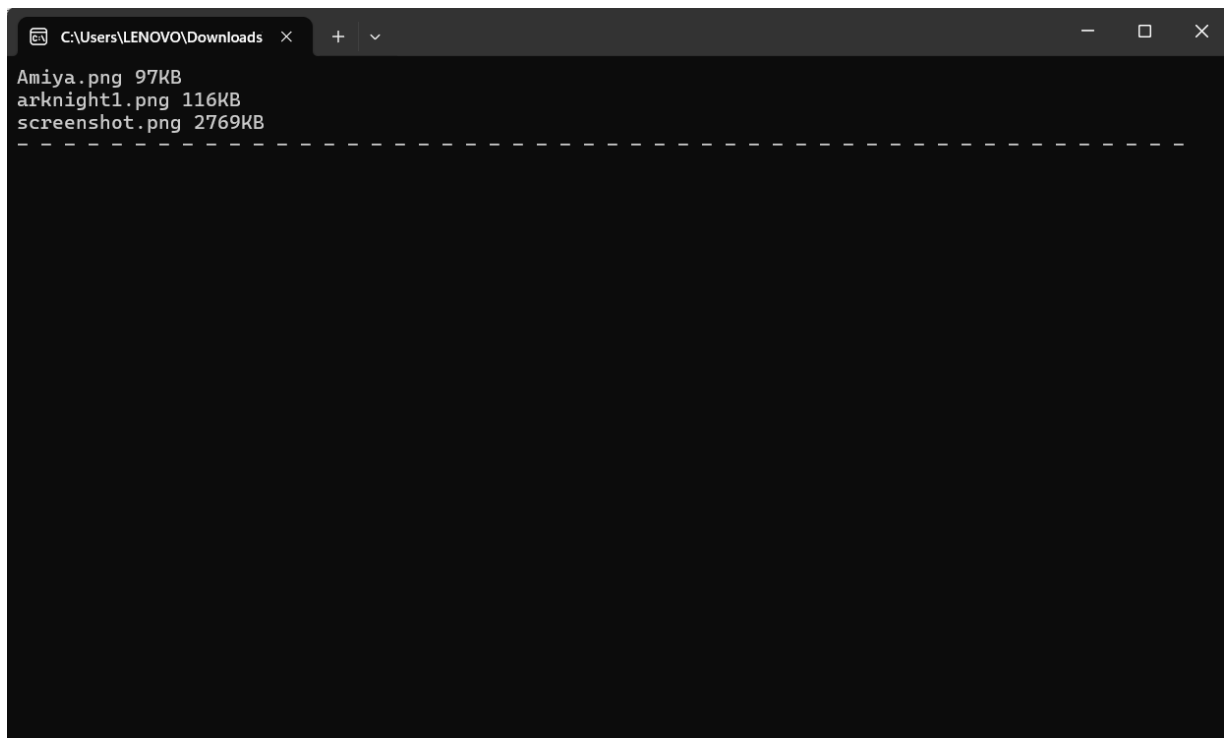 C:\Users\LENOVO\Downloads
Amiya.png 97KB
arknight1.png 116KB
screenshot.png 2769KB
- - - - - - - - - - - - - - - - - - - - - - - - - - - - - - - - - - - - - - - - - - - - - - - - - -